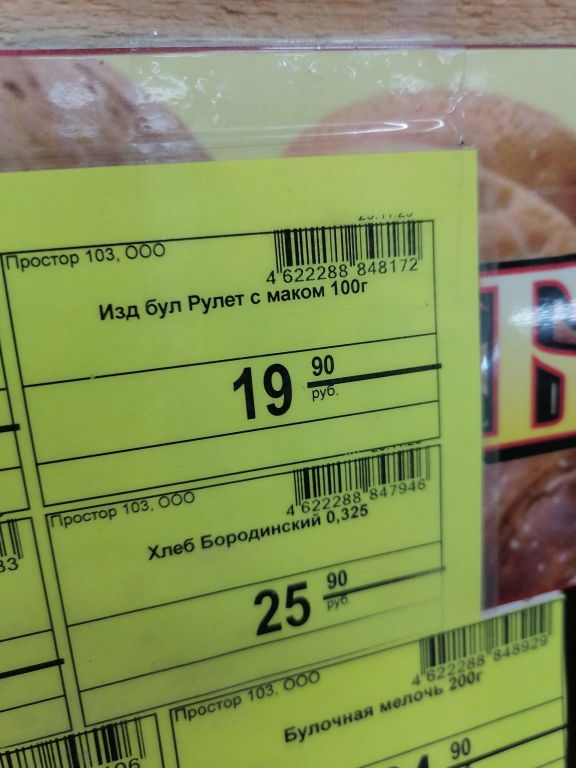 Простор 103, ООО
4 622288 848172
Изд бул Рулет с маком 100г
19 90
руб.
Простор 103, ООО
4 622288 847946
Хлеб Бородинский 0,325
25 90
руб.
Простор 103, ООО
4 622288 848929
Булочная мелочь 200г
90
Б